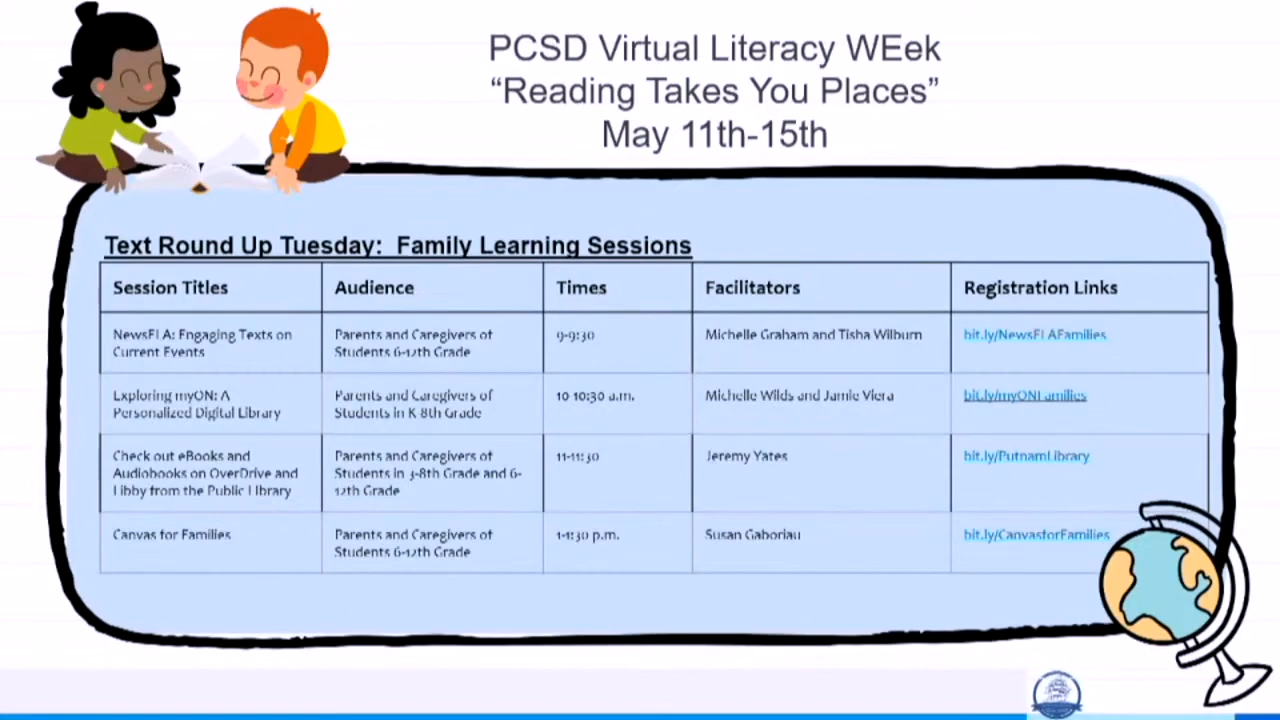 PCSD Virtual Literacy WEek
“Reading Takes You Places”
May 11th-15th
Text Round Up Tuesday: Family Learning Sessions
Session Titles
Audience
Times
Facilitators
Registration Links
NewsELA: Engaging Texts on
Current Events
Parents and Caregivers of
Students 6-12th Grade
9-9:30
Michelle Graham and Tisha Wilburn
bit.ly/NewsELAFamilies
Exploring myON: A
Personalized Digital Library
Parents and Caregivers of
Students in K-8th Grade
10-10:30 a.m.
Michelle Wilds and Jamie Viera
bit.ly/myONFamilies
Check out eBooks and
Audiobooks on OverDrive and
Libby from the Public Library
Parents and Caregivers of
Students in 3-8th Grade and 6-
12th Grade
11-11:30
Jeremy Yates
bit.ly/PutnamLibrary
Canvas for Families
Parents and Caregivers of
Students 6-12th Grade
1-1:30 p.m.
Susan Gaboriau
bit.ly/CanvasforFamilies